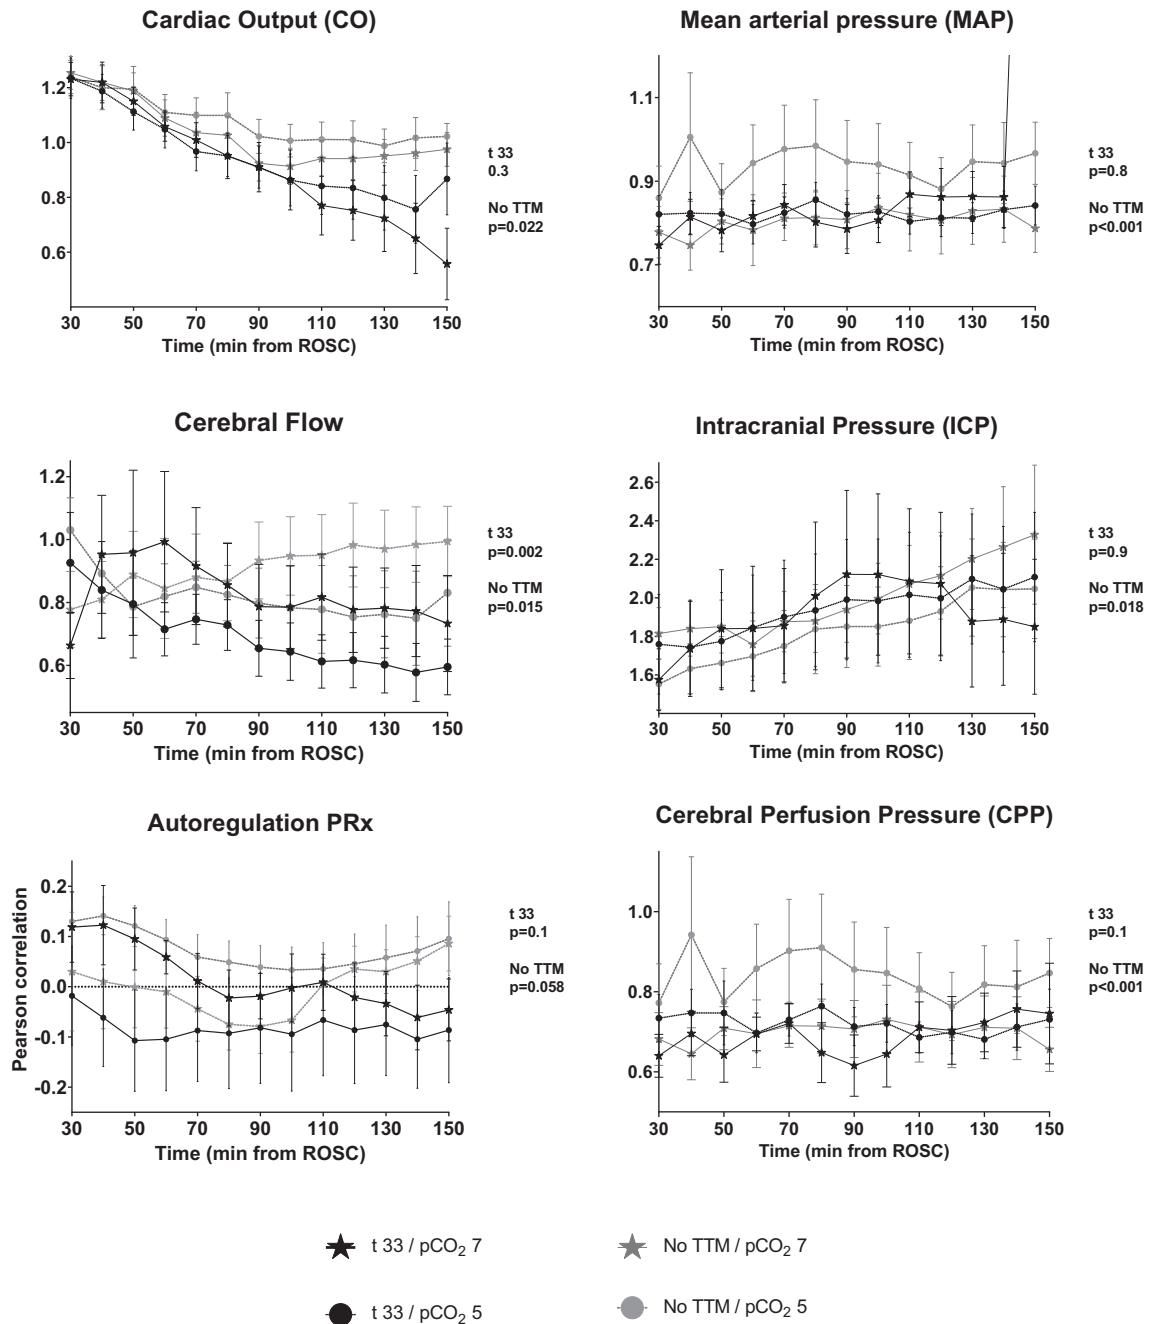 Cardiac Output (CO)
1.2
1.0
0.8
0.6
30 50 70 90 110 130 150
Time (min from ROSC)
t 33
0.3
No TTM
p=0.022
Mean arterial pressure (MAP)
1.1
0.9
0.7
30 50 70 90 110 130 150
Time (min from ROSC)
t 33
p=0.8
No TTM
p<0.001
Cerebral Flow
1.2
1.0
0.8
0.6
30 50 70 90 110 130 150
Time (min from ROSC)
t 33
p=0.002
No TTM
p=0.015
Intracranial Pressure (ICP)
2.6
2.4
2.2
2.0
1.8
1.6
30 50 70 90 110 130 150
Time (min from ROSC)
t 33
p=0.9
No TTM
p=0.018
Autoregulation PRx
Pearson correlation
0.2
0.1
0.0
-0.1
-0.2
30 50 70 90 110 130 150
Time (min from ROSC)
t 33
p=0.1
No TTM
p=0.058
Cerebral Perfusion Pressure (CPP)
1.0
0.8
0.6
30 50 70 90 110 130 150
Time (min from ROSC)
t 33
p=0.1
No TTM
p<0.001
t 33 / pCO₂ 7
No TTM / pCO₂ 7
t 33 / pCO₂ 5
No TTM / pCO₂ 5